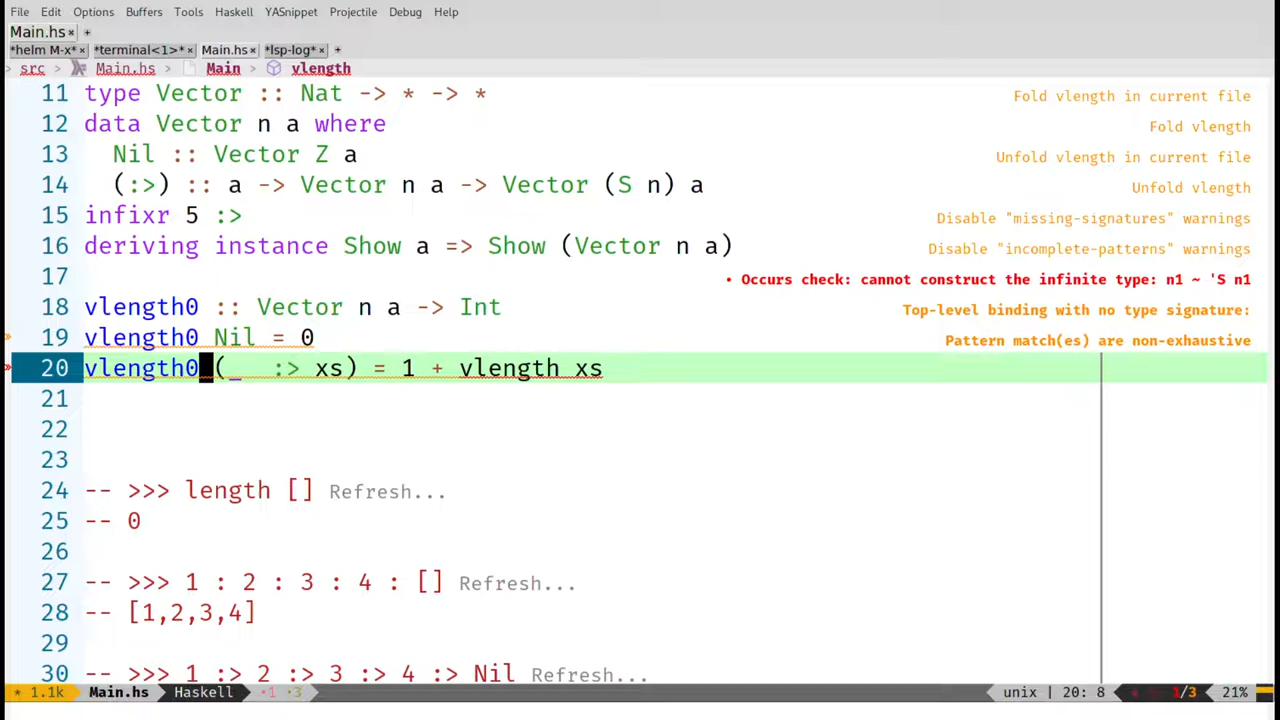 File Edit Options Buffers Tools Haskell YASnippet Projectile Debug Help
Main.hs × +
*helm M-x* × *terminal<1>* × Main.hs × *lsp-log* × +
> src > Main.hs > Main > vlength
11 type Vector :: Nat -> * -> * Fold vlength in current file
12 data Vector n a where Fold vlength
13 Nil :: Vector Z a Unfold vlength in current file
14 (:>) :: a -> Vector n a -> Vector (S n) a Unfold vlength
15 infixr 5 :> Disable "missing-signatures" warnings
16 deriving instance Show a => Show (Vector n a) Disable "incomplete-patterns" warnings
17 • Occurs check: cannot construct the infinite type: n1 ~ 'S n1
18 vlength0 :: Vector n a -> Int Top-level binding with no type signature:
» 19 vlength0 Nil = 0 Pattern match(es) are non-exhaustive
» 20 vlength0 (_ :> xs) = 1 + vlength xs
21
22
23
24 -- >>> length [] Refresh...
25 -- 0
26
27 -- >>> 1 : 2 : 3 : 4 : [] Refresh...
28 -- [1,2,3,4]
29
30 -- >>> 1 :> 2 :> 3 :> 4 :> Nil Refresh...
* 1.1k Main.hs Haskell •1 •3 unix | 20: 8 1/3 21%